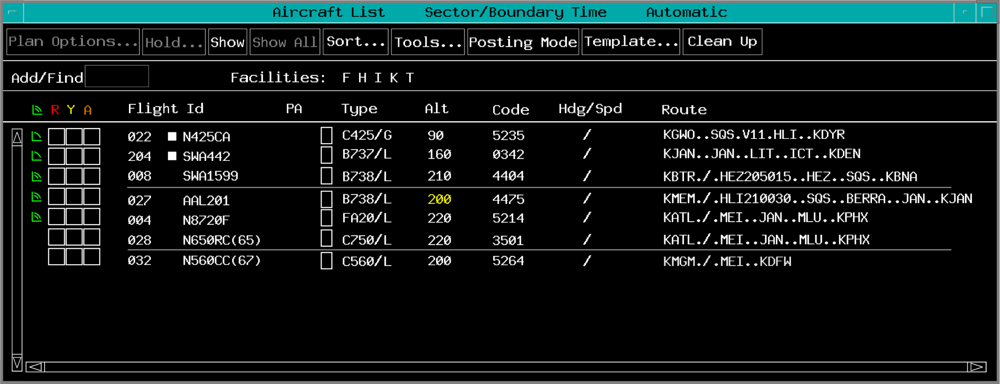 Aircraft List Sector/Boundary Time Automatic
Plan Options... Hold... Show Show All Sort... Tools... Posting Mode Template... Clean Up
Add/Find Facilities: F H I K T
R Y A Flight Id PA Type Alt Code Hdg/Spd Route
022 N425CA C425/G 90 5235 / KGWO..SQS.V11.HLI..KDYR
204 SWA442 B737/L 160 0342 / KJAN..JAN..LIT..ICT..KDEN
008 SWA1599 B738/L 210 4404 / KBTR./.HEZ205015..HEZ..SQS..KBNA
027 AAL201 B738/L 200 4475 / KMEM./.HLI210030..SQS..BERRA..JAN..KJAN
004 N8720F FA20/L 220 5214 / KATL./.MEI..JAN..MLU..KPHX
028 N650RC(65) C750/L 220 3501 / KATL./.MEI..JAN..MLU..KPHX
032 N560CC(67) C560/L 200 5264 / KMGM./.MEI..KDFW